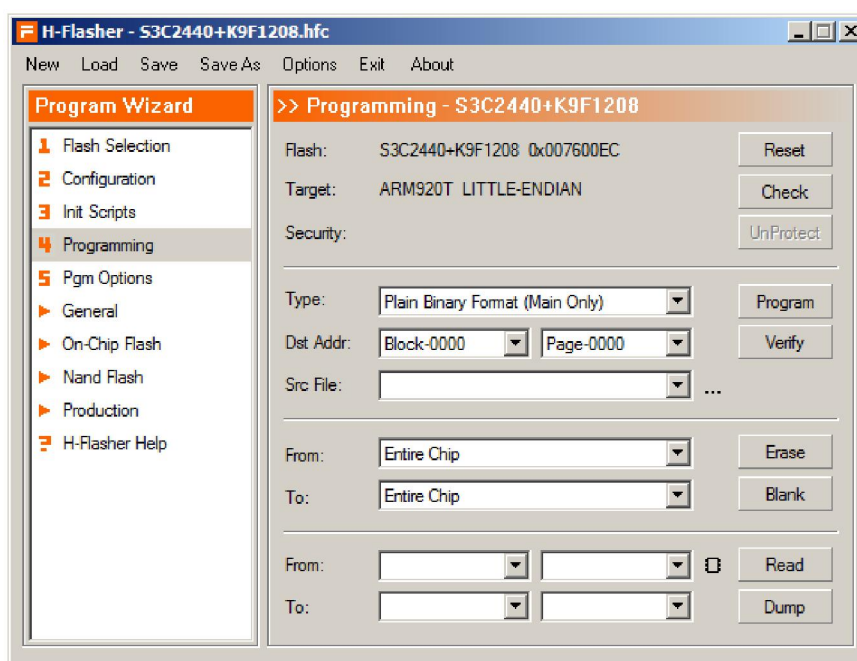 H-Flasher - S3C2440+K9F1208.hfc
New Load Save Save As Options Exit About
Program Wizard
1 Flash Selection
2 Configuration
3 Init Scripts
4 Programming
5 Pgm Options
General
On-Chip Flash
Nand Flash
Production
? H-Flasher Help
>> Programming - S3C2440+K9F1208
Flash: S3C2440+K9F1208 0x007600EC Reset
Target: ARM920T LITTLE-ENDIAN Check
Security: UnProtect
Type: Plain Binary Format (Main Only) Program
Dst Addr: Block-0000 Page-0000 Verify
Src File: ...
From: Entire Chip Erase
To: Entire Chip Blank
From: Read
To: Dump